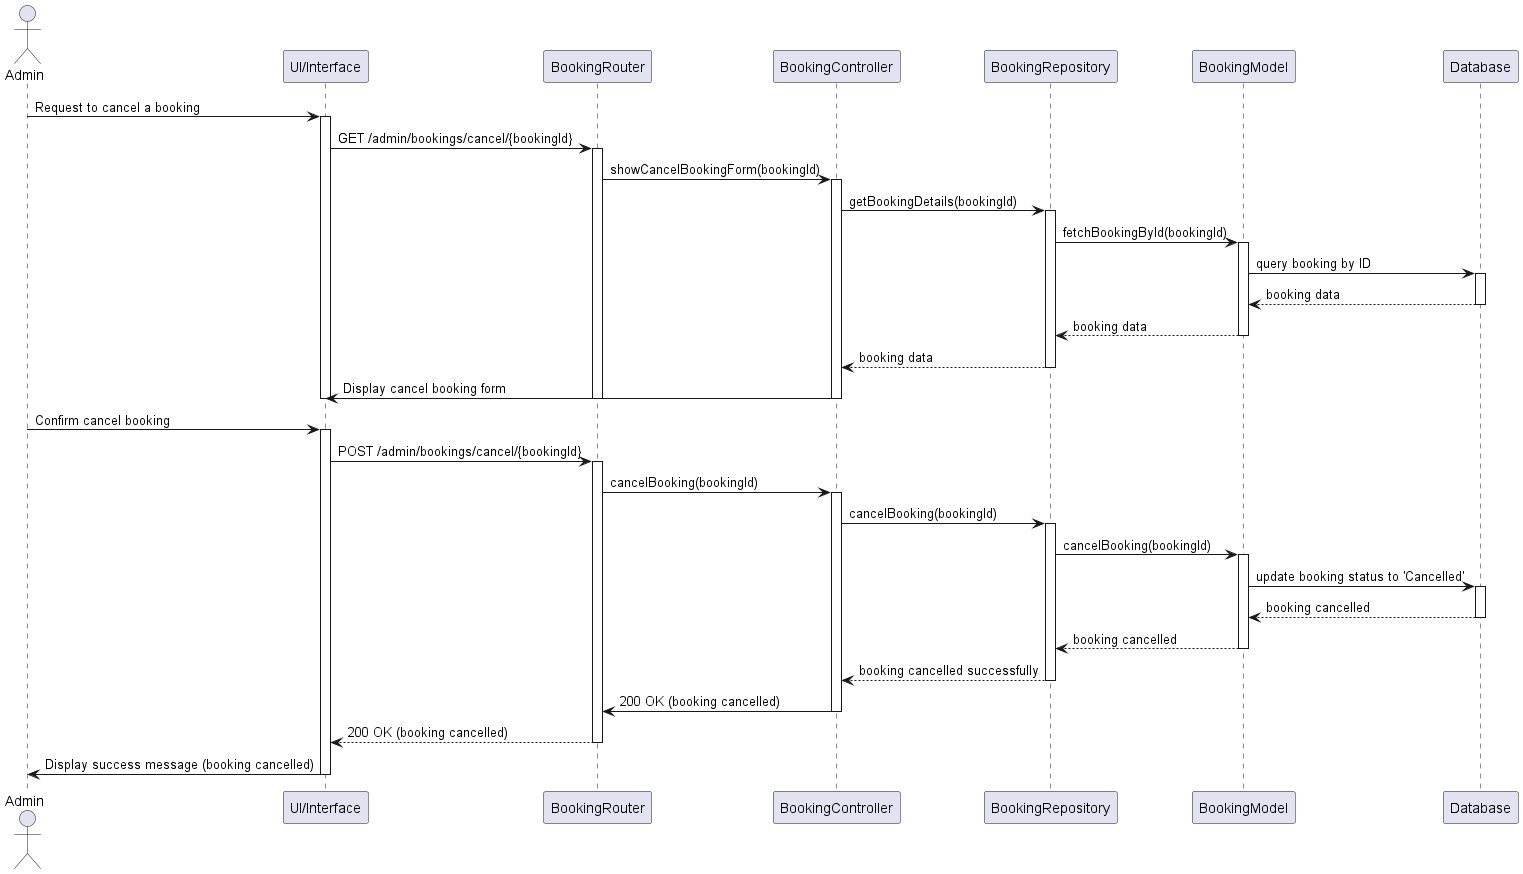 Admin
UI/Interface
BookingRouter
BookingController
BookingRepository
BookingModel
Database
Request to cancel a booking
GET /admin/bookings/cancel/{bookingId}
showCancelBookingForm(bookingId)
getBookingDetails(bookingId)
fetchBookingById(bookingId)
query booking by ID
booking data
booking data
booking data
Display cancel booking form
Confirm cancel booking
POST /admin/bookings/cancel/{bookingId}
cancelBooking(bookingId)
cancelBooking(bookingId)
cancelBooking(bookingId)
update booking status to 'Cancelled'
booking cancelled
booking cancelled
booking cancelled successfully
200 OK (booking cancelled)
200 OK (booking cancelled)
Display success message (booking cancelled)
Admin
UI/Interface
BookingRouter
BookingController
BookingRepository
BookingModel
Database